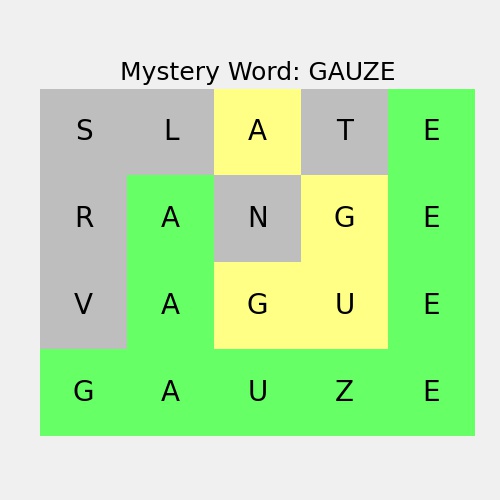 Mystery Word: GAUZE
S L A T E
R A N G E
V A G U E
G A U Z E